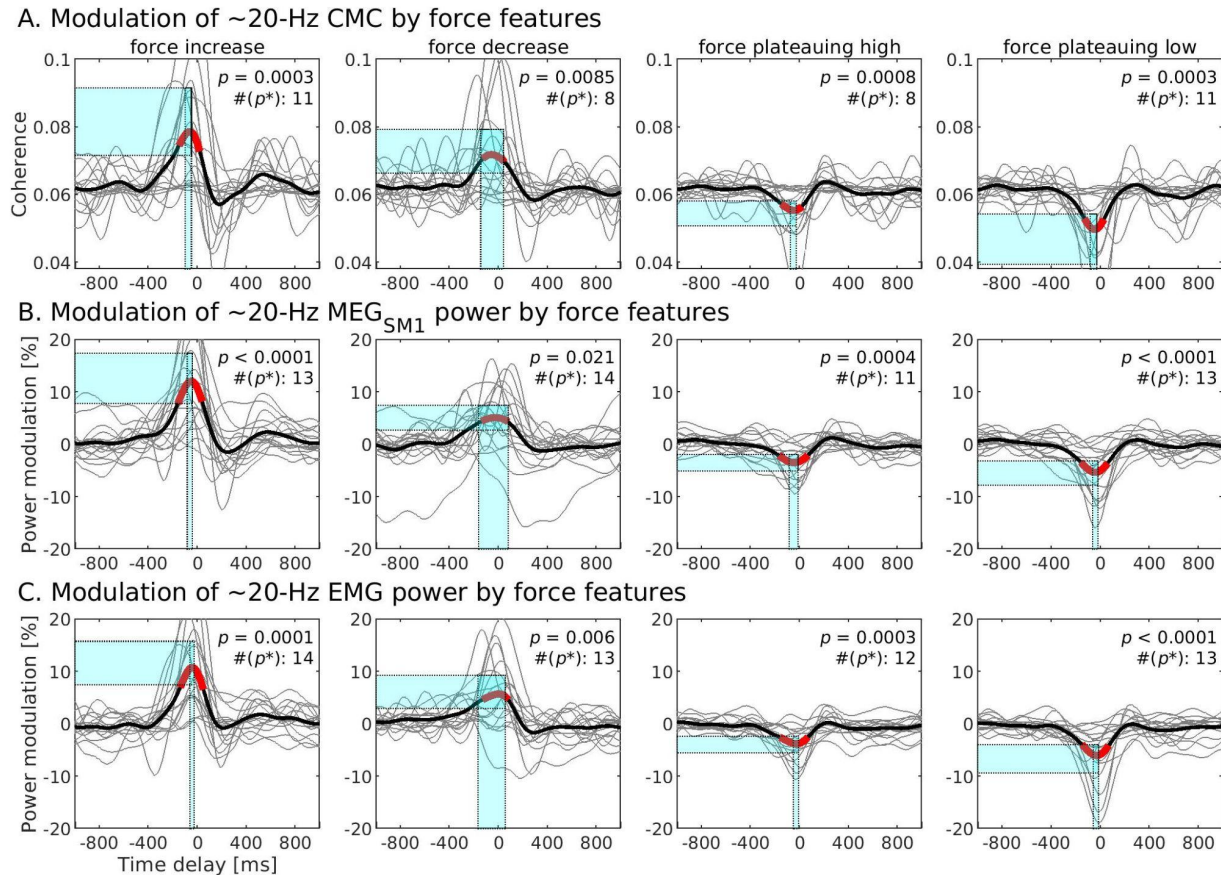 A. Modulation of ~20-Hz CMC by force features
force increase force decrease force plateauing high force plateauing low
0.1 0.1 0.1 0.1
p = 0.0003 p = 0.0085 p = 0.0008 p = 0.0003
#(p*): 11 #(p*): 8 #(p*): 8 #(p*): 11
Coherence
0.08 0.08 0.08 0.08
0.06 0.06 0.06 0.06
0.04 0.04 0.04 0.04
-800 -400 0 400 800 -800 -400 0 400 800 -800 -400 0 400 800 -800 -400 0 400 800
B. Modulation of ~20-Hz MEGSM1 power by force features
20 20 20 20
p < 0.0001 p = 0.021 p = 0.0004 p < 0.0001
#(p*): 13 #(p*): 14 #(p*): 11 #(p*): 13
Power modulation [%]
10 10 10 10
0 0 0 0
-10 -10 -10 -10
-20 -20 -20 -20
-800 -400 0 400 800 -800 -400 0 400 800 -800 -400 0 400 800 -800 -400 0 400 800
C. Modulation of ~20-Hz EMG power by force features
20 20 20 20
p = 0.0001 p = 0.006 p = 0.0003 p < 0.0001
#(p*): 14 #(p*): 13 #(p*): 12 #(p*): 13
Power modulation [%]
10 10 10 10
0 0 0 0
-10 -10 -10 -10
-20 -20 -20 -20
-800 -400 0 400 800 -800 -400 0 400 800 -800 -400 0 400 800 -800 -400 0 400 800
Time delay [ms]